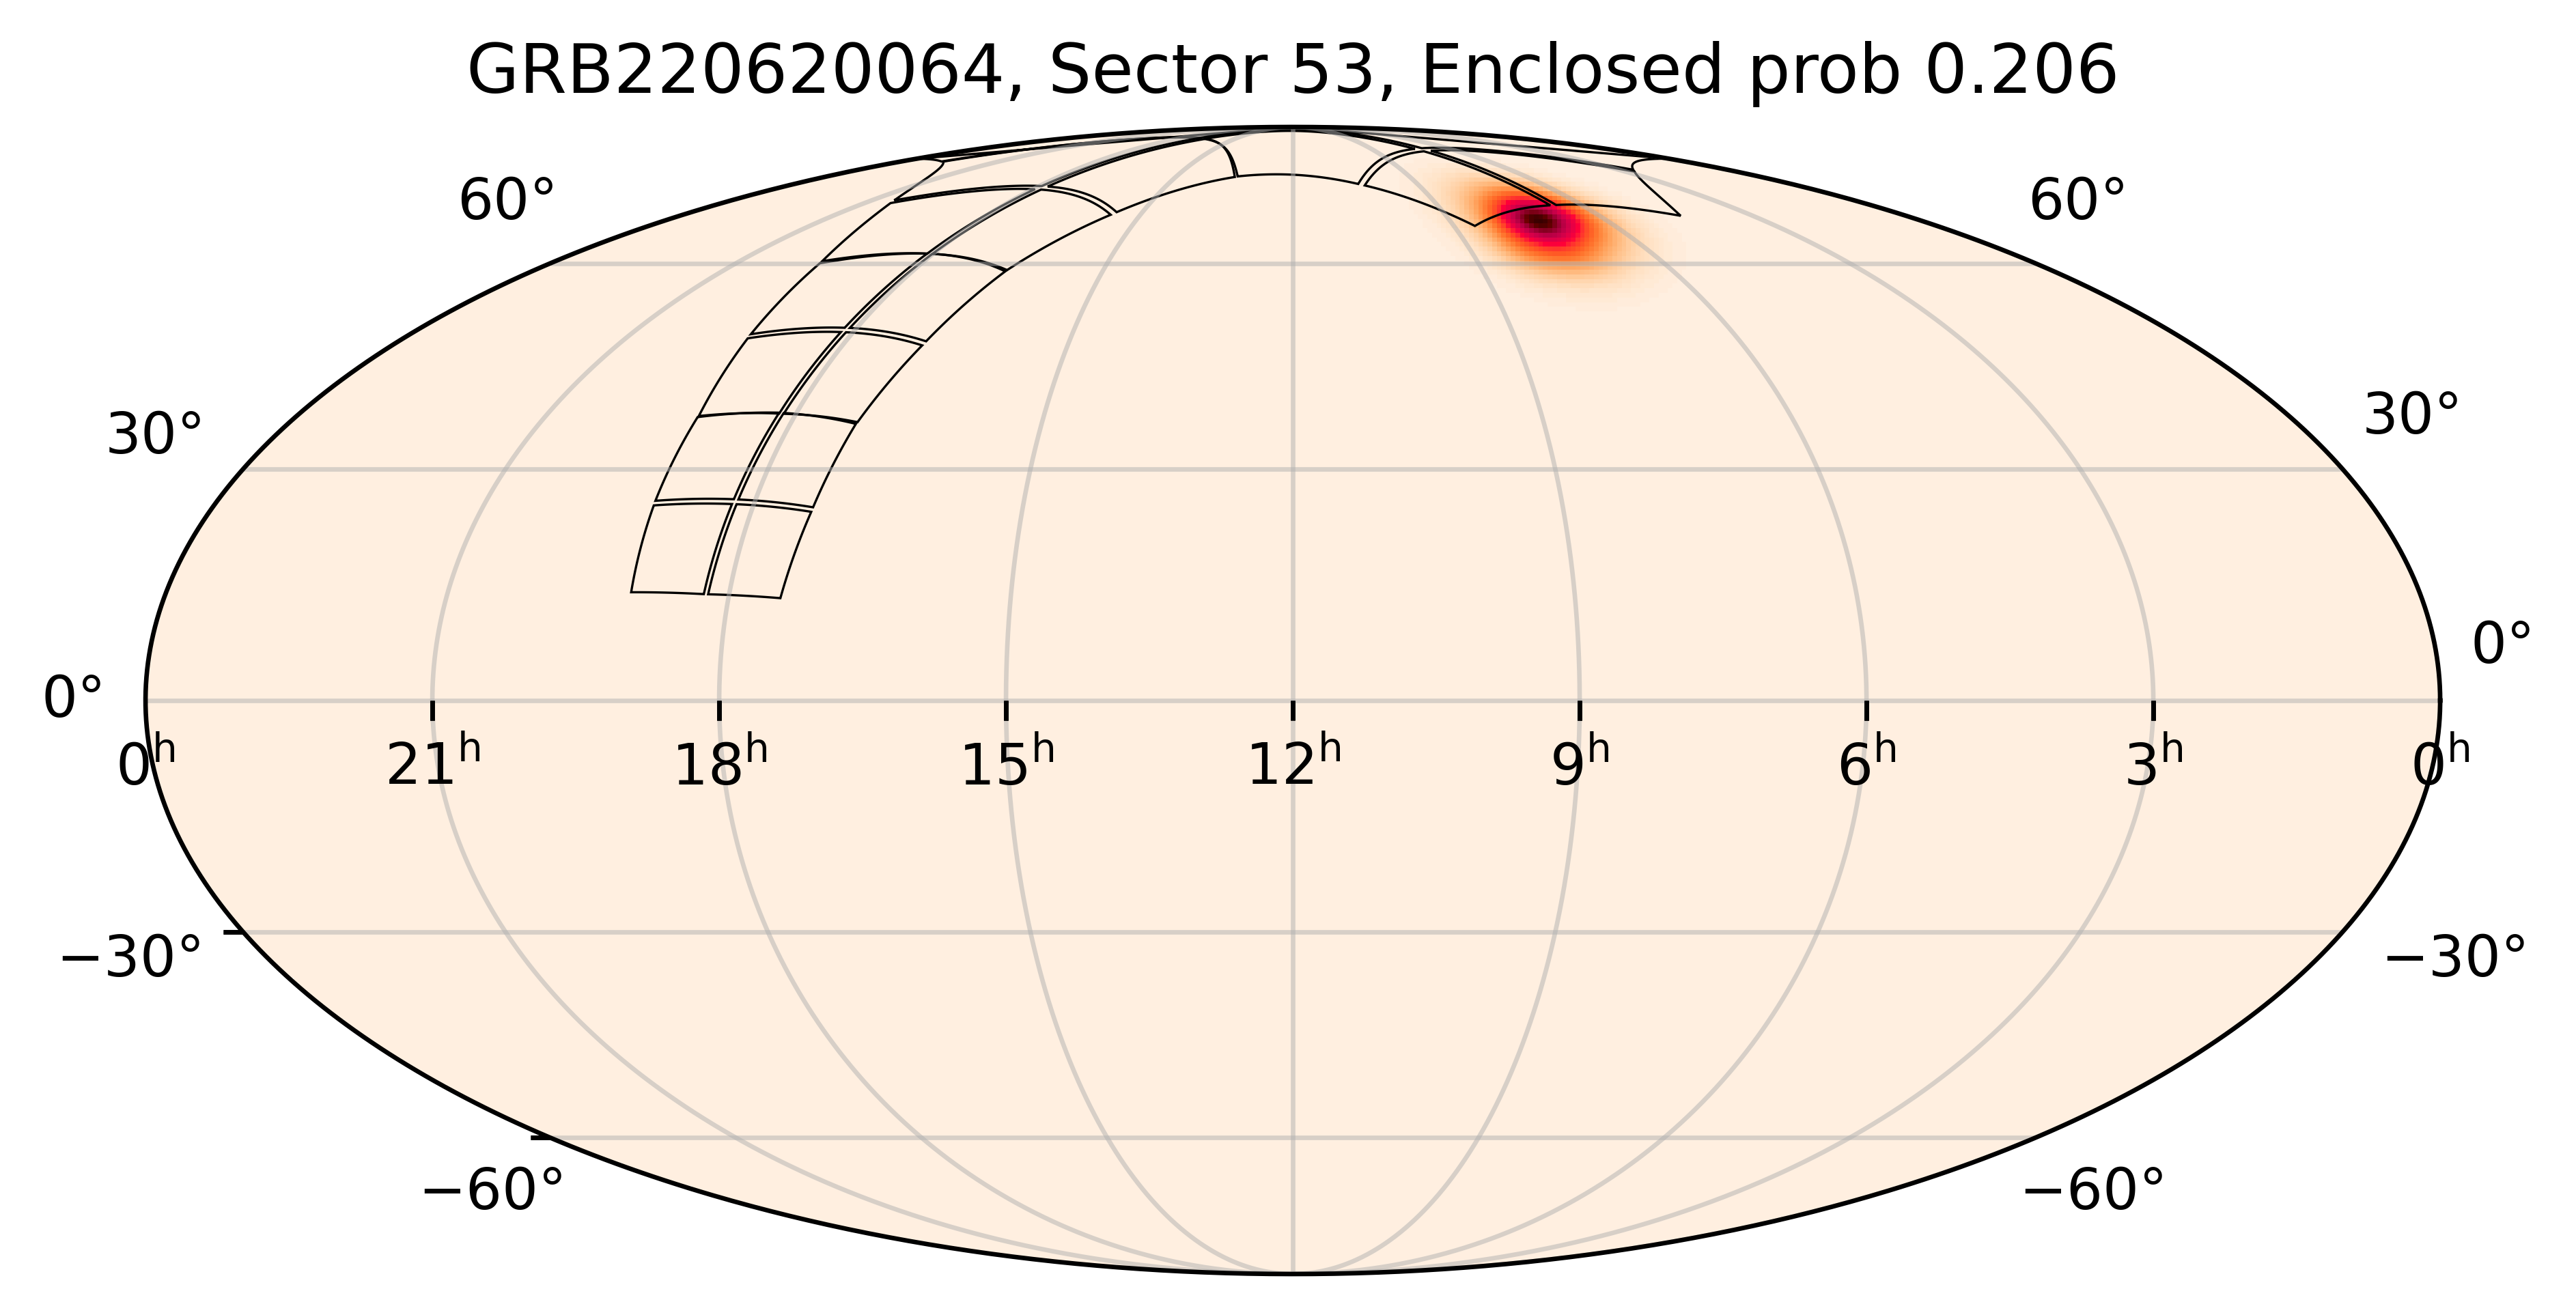 GRB220620064, Sector 53, Enclosed prob 0.206
60° 60°
30° 30°
0° 0°
0ʰ 21ʰ 18ʰ 15ʰ 12ʰ 9ʰ 6ʰ 3ʰ 0ʰ
−30° −30°
−60° −60°